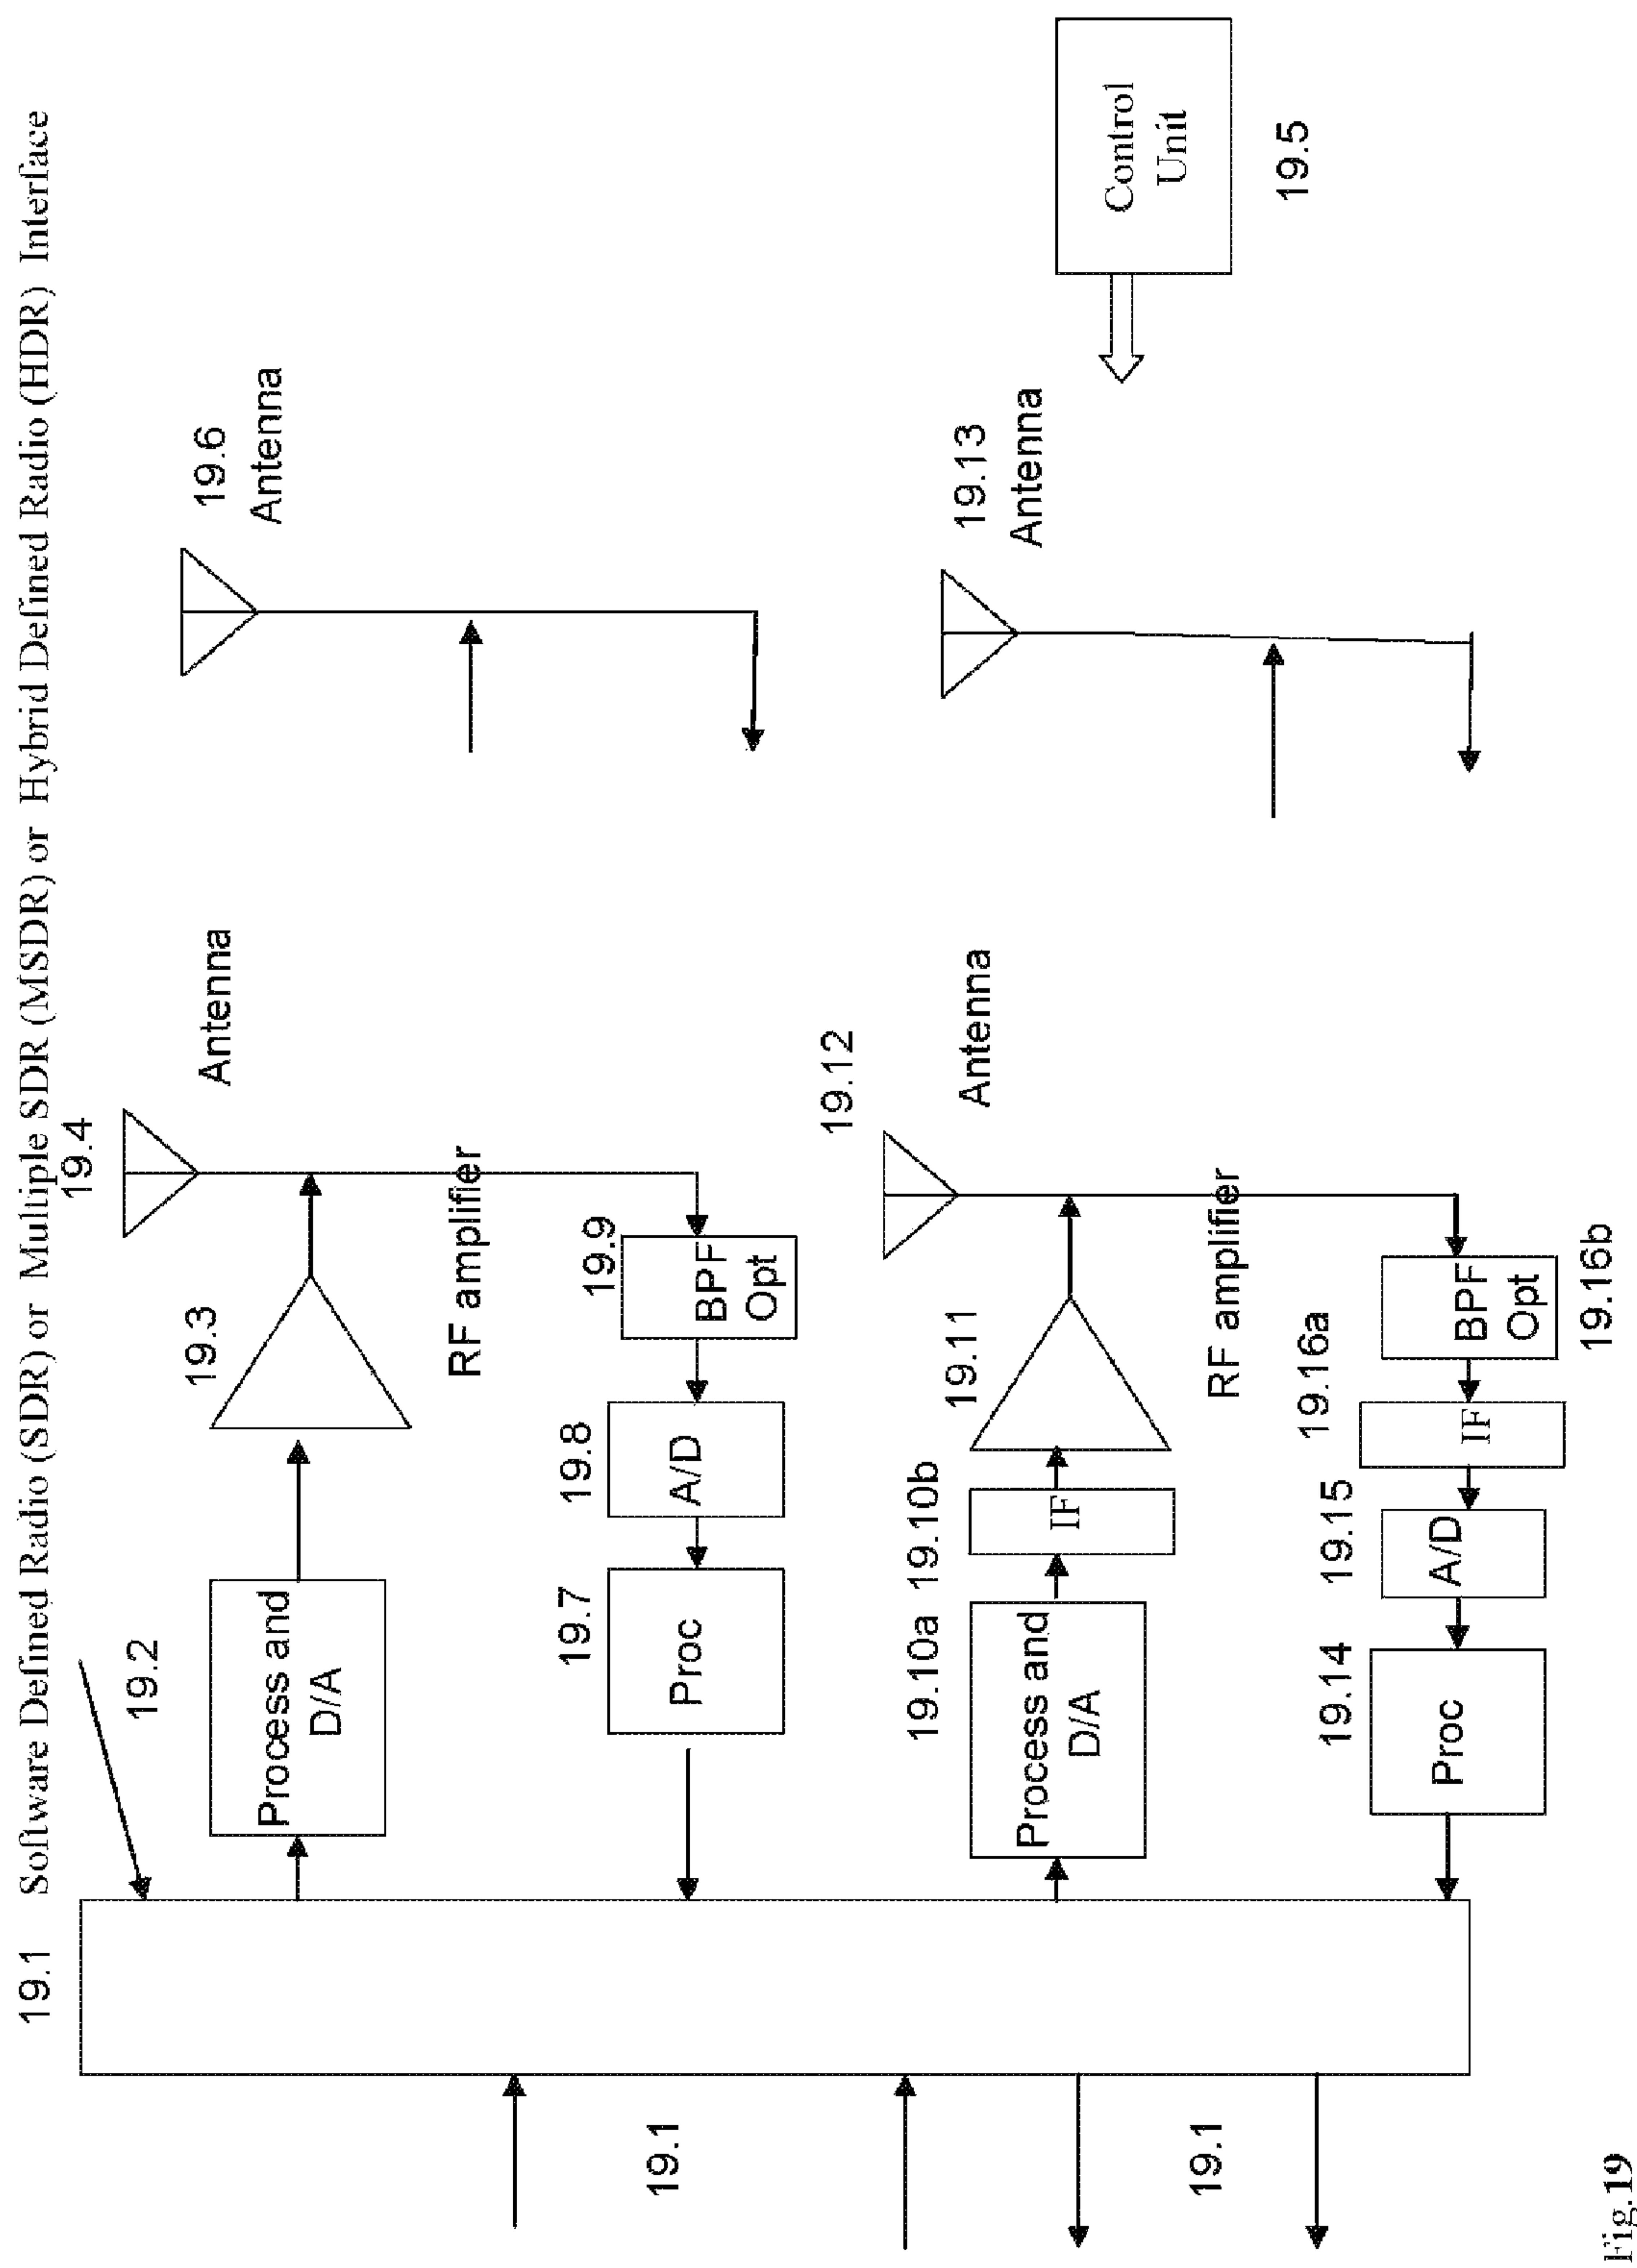 19.1 Software Defined Radio (SDR) or Multiple SDR (MSDR) or Hybrid Defined Radio (HDR) Interface
19.4
Antenna
19.6
Antenna
19.2
19.3
Process and
D/A
RF amplifier
19.7
19.8
19.9
Proc
A/D
BPF
Opt
19.1
19.12
Antenna
19.13
Antenna
19.10a
19.10b
19.11
Process and
D/A
IF
RF amplifier
Control
Unit
19.5
19.14
19.15
19.16a
Proc
A/D
IF
BPF
Opt
19.16b
19.1
Fig.19